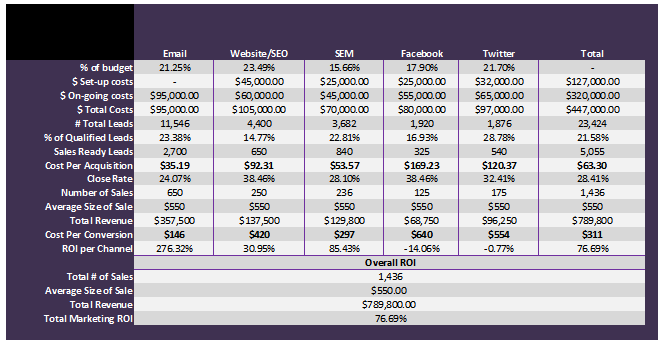 Email Website/SEO SEM Facebook Twitter Total
% of budget 21.25% 23.49% 15.66% 17.90% 21.70% -
$ Set-up costs - $45,000.00 $25,000.00 $25,000.00 $32,000.00 $127,000.00
$ On-going costs $95,000.00 $60,000.00 $45,000.00 $55,000.00 $65,000.00 $320,000.00
$ Total Costs $95,000.00 $105,000.00 $70,000.00 $80,000.00 $97,000.00 $447,000.00
# Total Leads 11,546 4,400 3,682 1,920 1,876 23,424
% of Qualified Leads 23.38% 14.77% 22.81% 16.93% 28.78% 21.58%
Sales Ready Leads 2,700 650 840 325 540 5,055
Cost Per Acquisition $35.19 $92.31 $53.57 $169.23 $120.37 $63.30
Close Rate 24.07% 38.46% 28.10% 38.46% 32.41% 28.41%
Number of Sales 650 250 236 125 175 1,436
Average Size of Sale $550 $550 $550 $550 $550 $550
Total Revenue $357,500 $137,500 $129,800 $68,750 $96,250 $789,800
Cost Per Conversion $146 $420 $297 $640 $554 $311
ROI per Channel 276.32% 30.95% 85.43% -14.06% -0.77% 76.69%
Overall ROI
Total # of Sales 1,436
Average Size of Sale $550.00
Total Revenue $789,800.00
Total Marketing ROI 76.69%